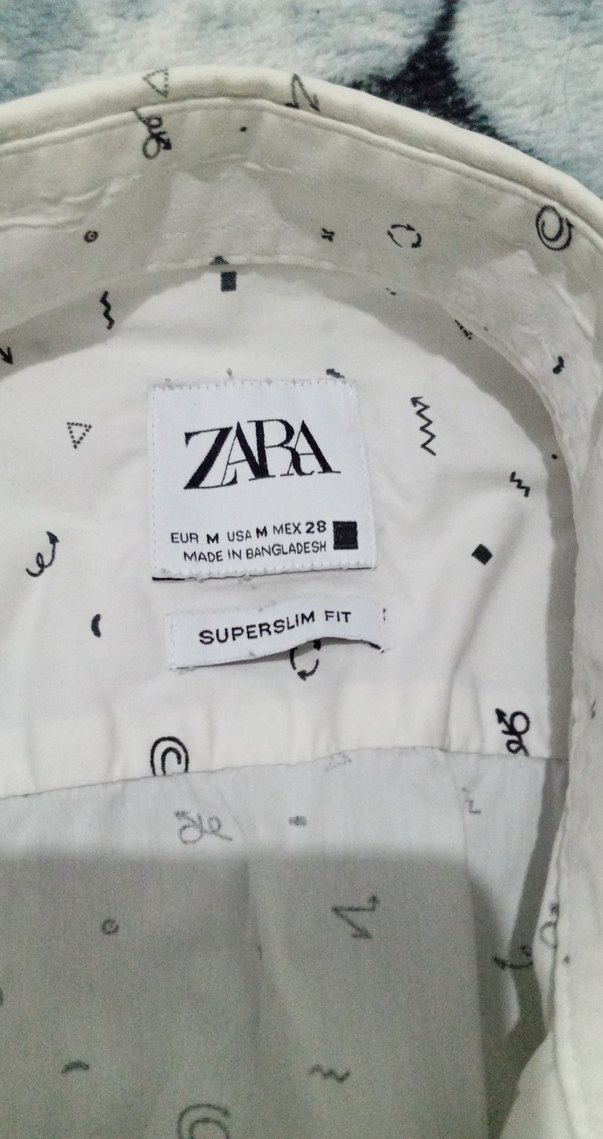 ZARA
EUR M USA M MEX 28
MADE IN BANGLADESH
SUPERSLIM FIT